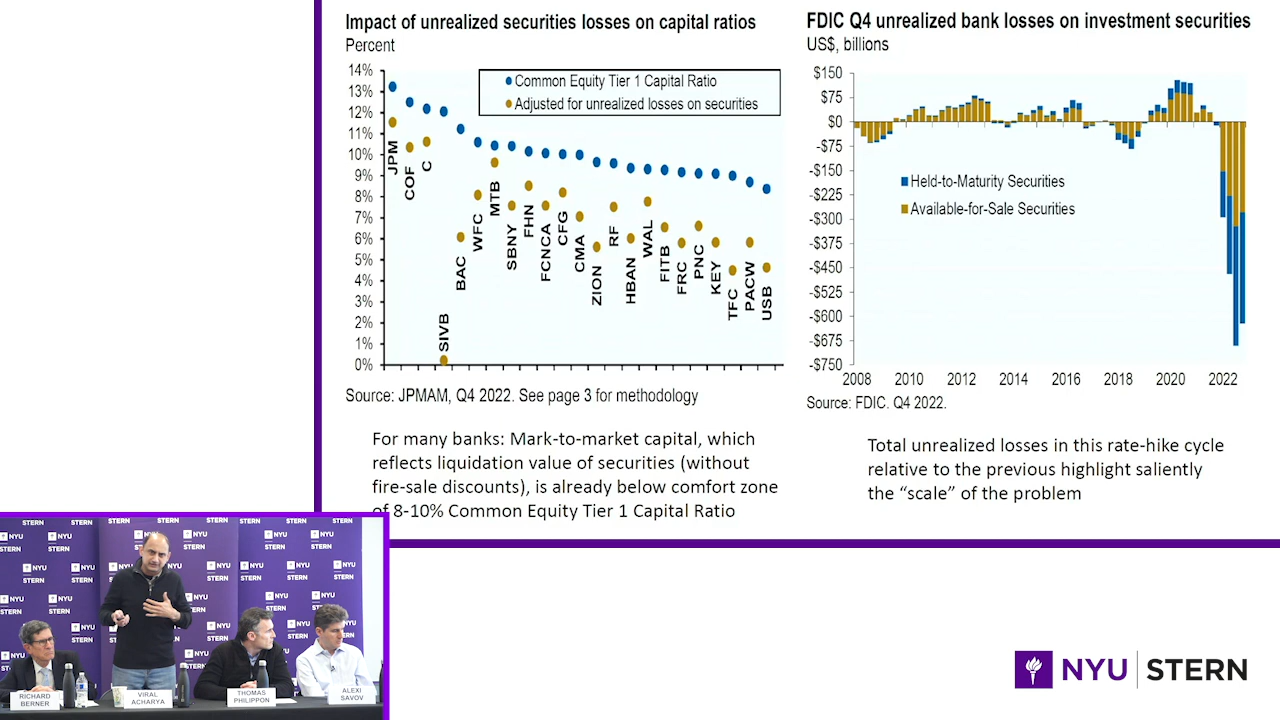 Impact of unrealized securities losses on capital ratios
Percent
Common Equity Tier 1 Capital Ratio
Adjusted for unrealized losses on securities
14%
13%
12%
11%
10%
9%
8%
7%
6%
5%
4%
3%
2%
1%
0%
JPM
COF
C
SIVB
BAC
WFC
MTB
SBNY
FHN
FCNCA
CFG
CMA
ZION
RF
HBAN
WAL
FITB
FRC
PNC
KEY
TFC
PACW
USB
Source: JPMAM, Q4 2022. See page 3 for methodology
For many banks: Mark-to-market capital, which
reflects liquidation value of securities (without
fire-sale discounts), is already below comfort zone
of 8-10% Common Equity Tier 1 Capital Ratio
FDIC Q4 unrealized bank losses on investment securities
US$, billions
$150
$75
$0
-$75
-$150
-$225
-$300
-$375
-$450
-$525
-$600
-$675
-$750
Held-to-Maturity Securities
Available-for-Sale Securities
2008 2010 2012 2014 2016 2018 2020 2022
Source: FDIC. Q4 2022.
Total unrealized losses in this rate-hike cycle
relative to the previous highlight saliently
the “scale” of the problem
RICHARD
BERNER
VIRAL
ACHARYA
THOMAS
PHILIPPON
ALEXI
SAVOV
NYU STERN